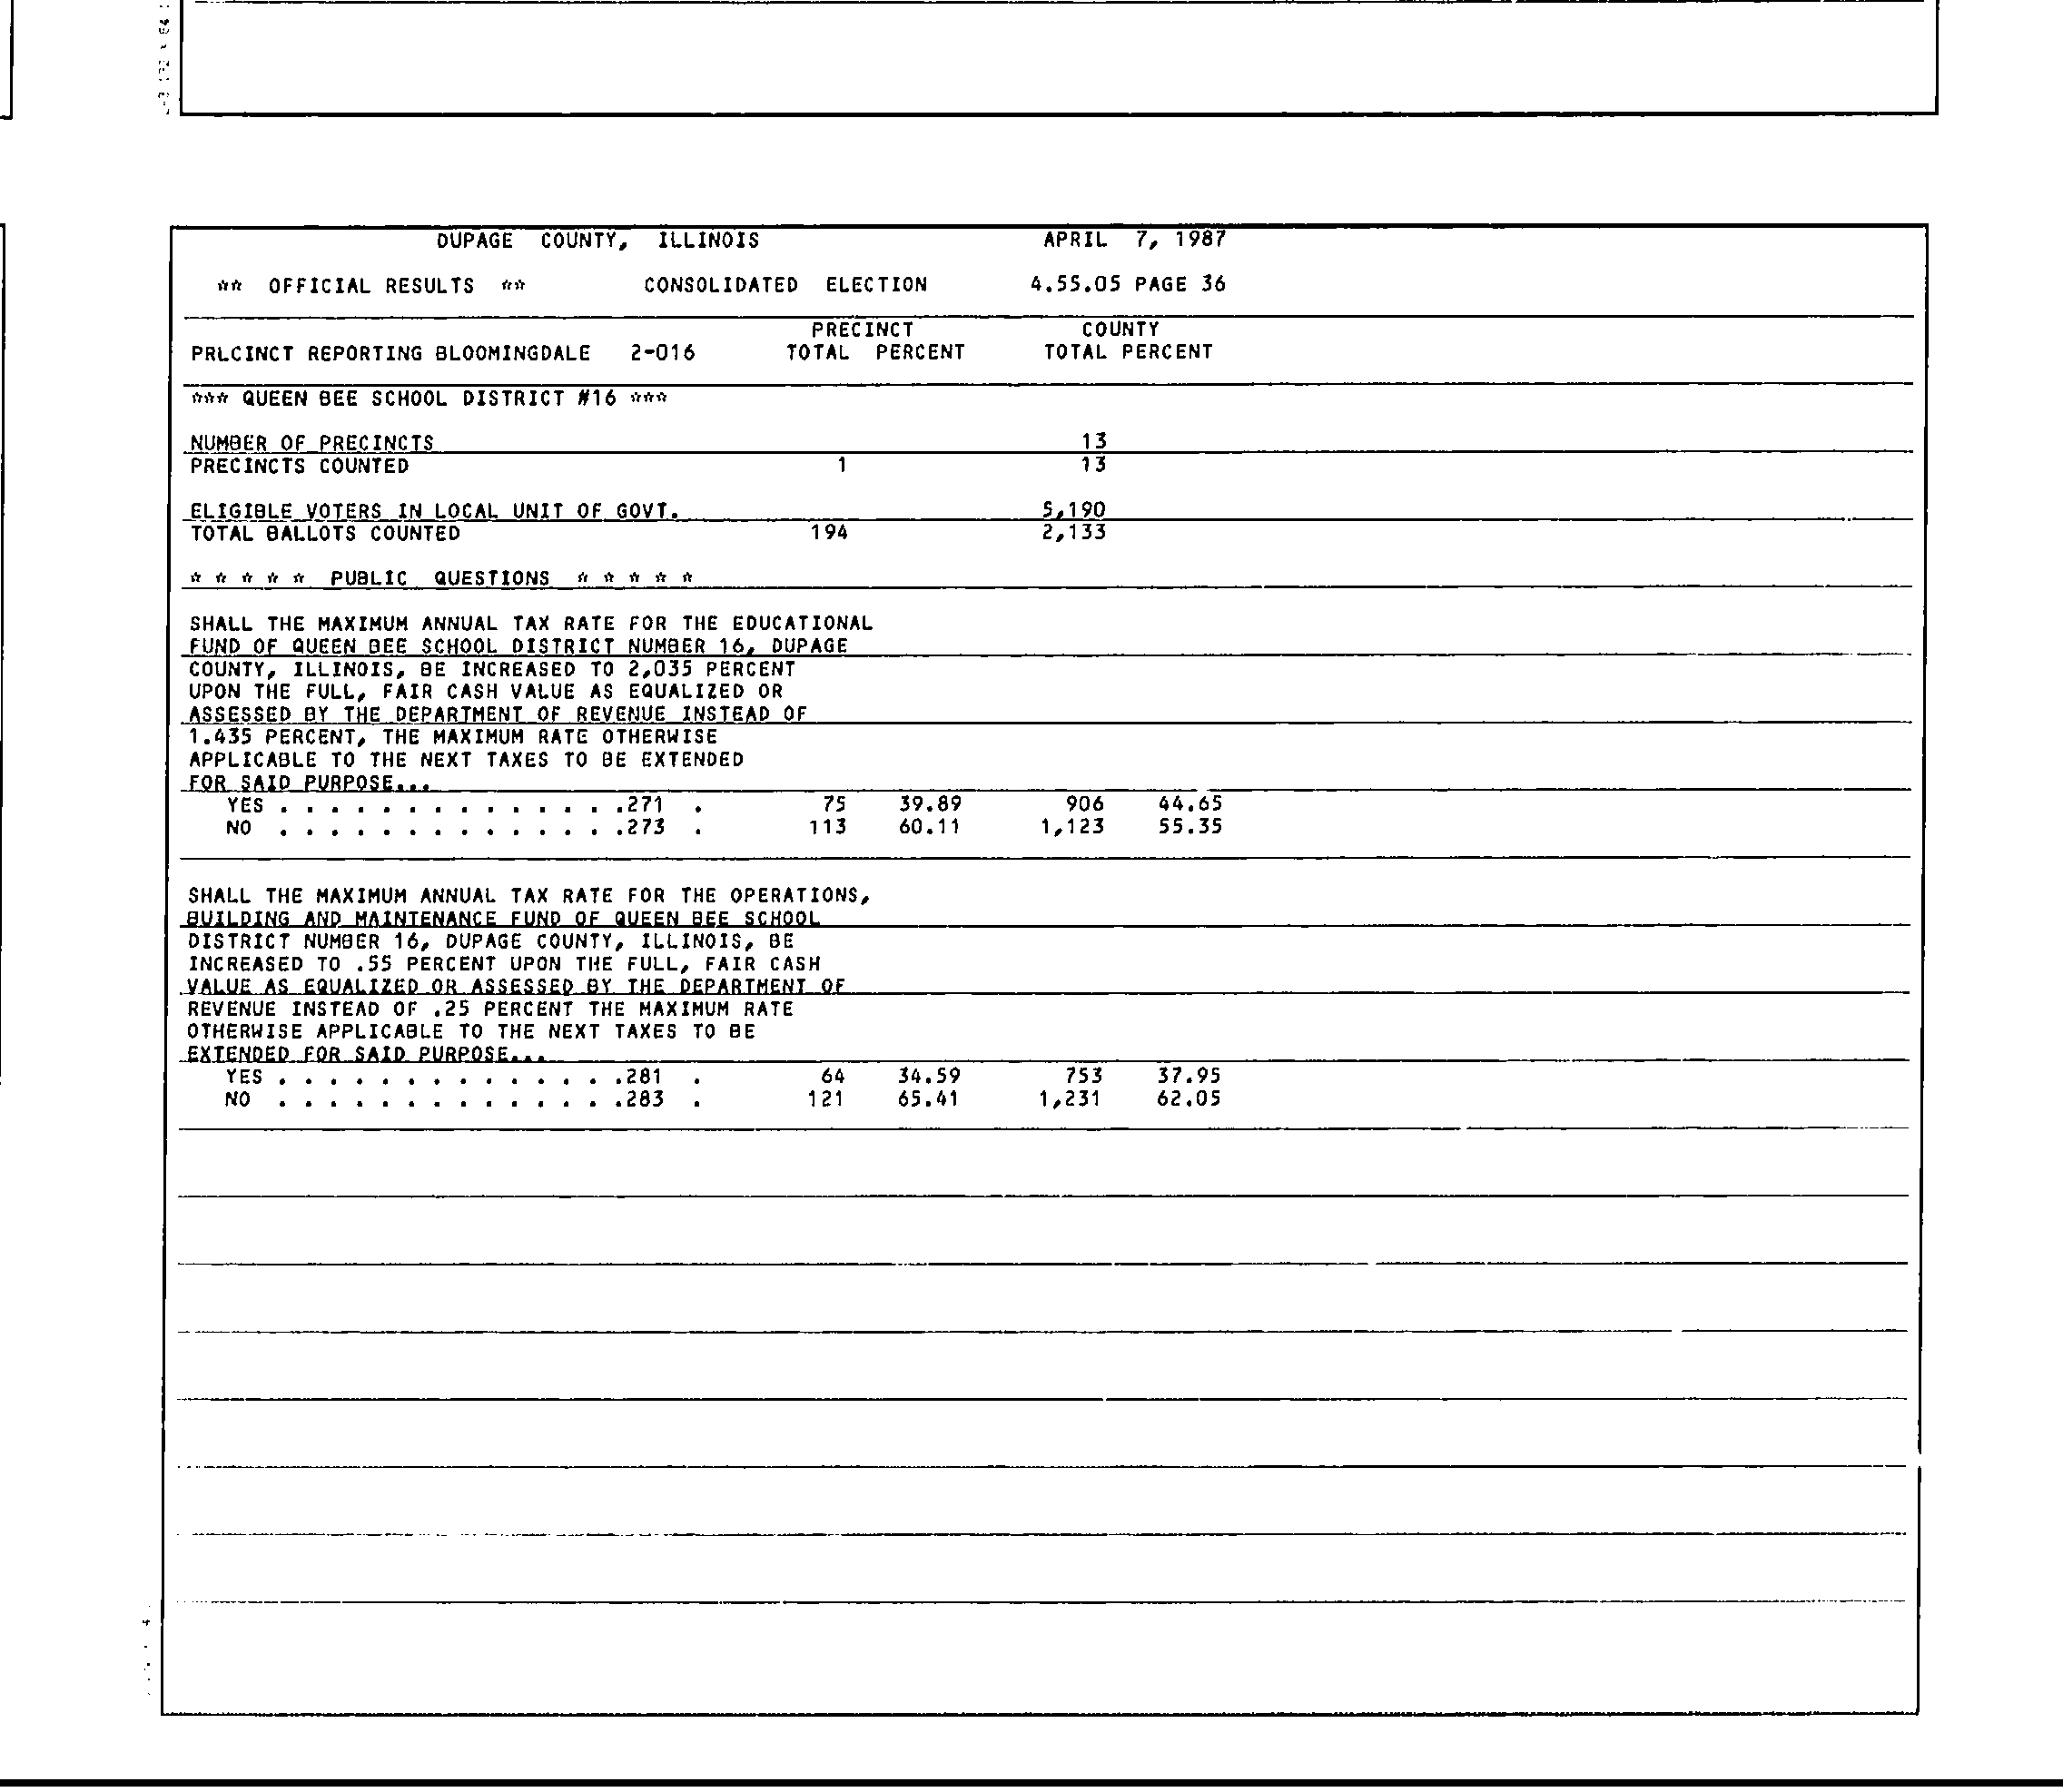 DUPAGE COUNTY, ILLINOIS APRIL 7, 1987
** OFFICIAL RESULTS ** CONSOLIDATED ELECTION 4.55.05 PAGE 36
PRECINCT COUNTY
PRLCINCT REPORTING BLOOMINGDALE 2-016 TOTAL PERCENT TOTAL PERCENT
*** QUEEN BEE SCHOOL DISTRICT #16 ***
NUMBER OF PRECINCTS 13
PRECINCTS COUNTED 1 13
ELIGIBLE VOTERS IN LOCAL UNIT OF GOVT. 5,190
TOTAL BALLOTS COUNTED 194 2,133
* * * * * PUBLIC QUESTIONS * * * * *
SHALL THE MAXIMUM ANNUAL TAX RATE FOR THE EDUCATIONAL
FUND OF QUEEN BEE SCHOOL DISTRICT NUMBER 16, DUPAGE
COUNTY, ILLINOIS, BE INCREASED TO 2,035 PERCENT
UPON THE FULL, FAIR CASH VALUE AS EQUALIZED OR
ASSESSED BY THE DEPARTMENT OF REVENUE INSTEAD OF
1.435 PERCENT, THE MAXIMUM RATE OTHERWISE
APPLICABLE TO THE NEXT TAXES TO BE EXTENDED
FOR SAID PURPOSE...
YES . . . . . . . . . . . . . .271 . 75 39.89 906 44.65
NO . . . . . . . . . . . . . .273 . 113 60.11 1,123 55.35
SHALL THE MAXIMUM ANNUAL TAX RATE FOR THE OPERATIONS,
BUILDING AND MAINTENANCE FUND OF QUEEN BEE SCHOOL
DISTRICT NUMBER 16, DUPAGE COUNTY, ILLINOIS, BE
INCREASED TO .55 PERCENT UPON THE FULL, FAIR CASH
VALUE AS EQUALIZED OR ASSESSED BY THE DEPARTMENT OF
REVENUE INSTEAD OF .25 PERCENT THE MAXIMUM RATE
OTHERWISE APPLICABLE TO THE NEXT TAXES TO BE
EXTENDED FOR SAID PURPOSE...
YES . . . . . . . . . . . . . .281 . 64 34.59 753 37.95
NO . . . . . . . . . . . . . .283 . 121 65.41 1,231 62.05